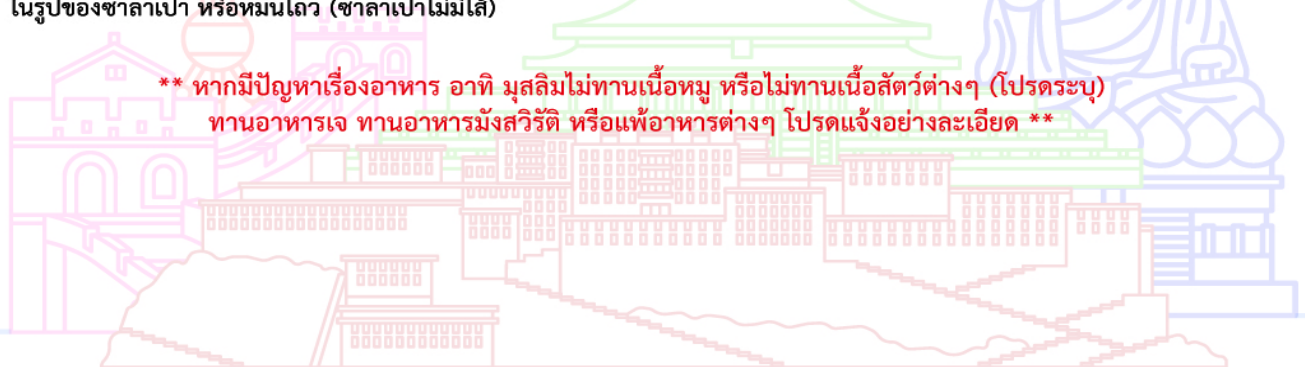 ในรูปของซาลาเปา หรือหมั่นโถว (ซาลาเปาไม่มีไส้)
** หากมีปัญหาเรื่องอาหาร อาทิ มุสลิมไม่ทานเนื้อหมู หรือไม่ทานเนื้อสัตว์ต่างๆ (โปรดระบุ)
ทานอาหารเจ ทานอาหารมังสวิรัติ หรือแพ้อาหารต่างๆ โปรดแจ้งอย่างละเอียด **